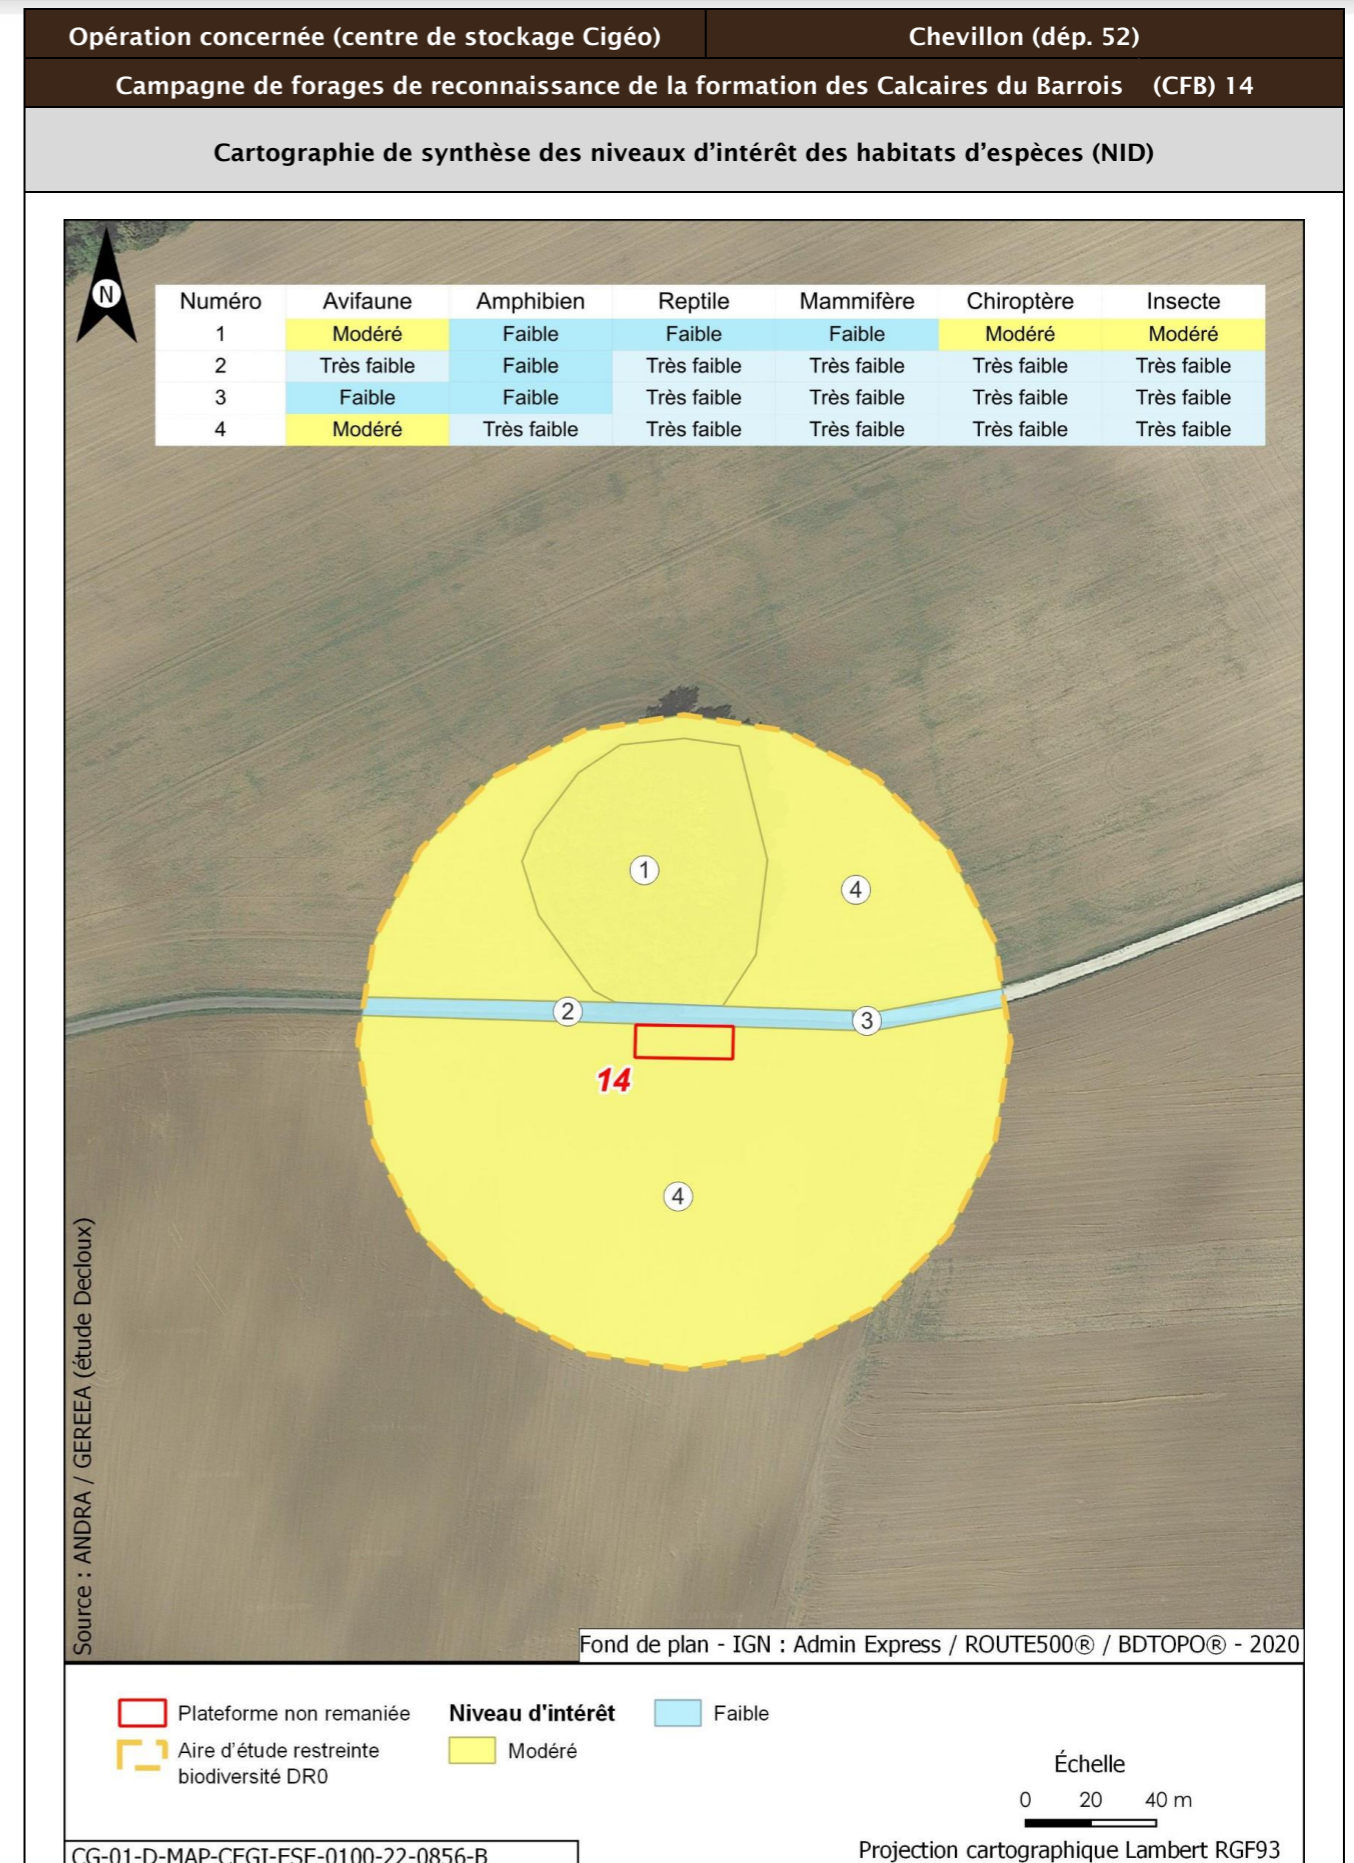 Opération concernée (centre de stockage Cigéo) Chevillon (dép. 52)
Campagne de forages de reconnaissance de la formation des Calcaires du Barrois (CFB) 14
Cartographie de synthèse des niveaux d'intérêt des habitats d'espèces (NID)
N
Numéro Avifaune Amphibien Reptile Mammifère Chiroptère Insecte
1 Modéré Faible Faible Faible Modéré Modéré
2 Très faible Faible Très faible Très faible Très faible Très faible
3 Faible Faible Très faible Très faible Très faible Très faible
4 Modéré Très faible Très faible Très faible Très faible Très faible
1
4
2
3
14
4
Source : ANDRA / GEREEA (étude Decloux)
Fond de plan - IGN : Admin Express / ROUTE500® / BDTOPO® - 2020
Plateforme non remaniée
Aire d'étude restreinte
biodiversité DR0
Niveau d'intérêt
Modéré
Faible
Échelle
0 20 40 m
Projection cartographique Lambert RGF93
CG-01-D-MAP-CEGI-ESE-0100-22-0856-B